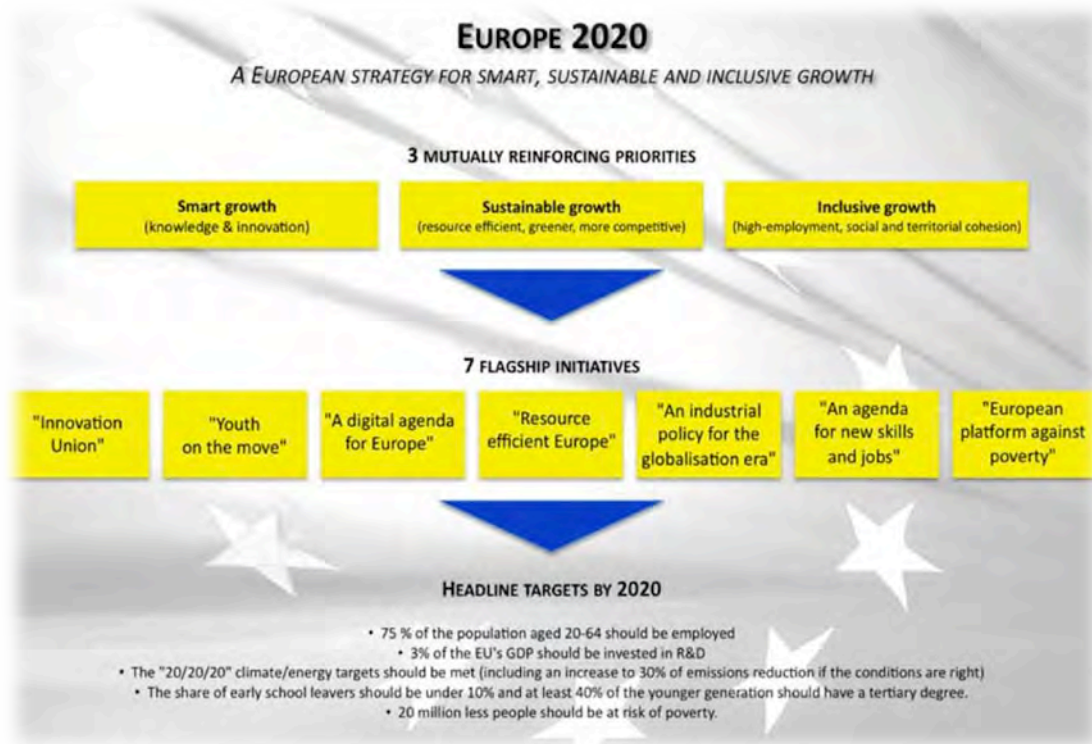 EUROPE 2020
A EUROPEAN STRATEGY FOR SMART, SUSTAINABLE AND INCLUSIVE GROWTH
3 MUTUALLY REINFORCING PRIORITIES
Smart growth
(knowledge & innovation)
Sustainable growth
(resource efficient, greener, more competitive)
Inclusive growth
(high-employment, social and territorial cohesion)
7 FLAGSHIP INITIATIVES
"Innovation
Union"
"Youth
on the move"
"A digital agenda
for Europe"
"Resource
efficient Europe"
"An industrial
policy for the
globalisation era"
"An agenda
for new skills
and jobs"
"European
platform against
poverty"
HEADLINE TARGETS BY 2020
• 75 % of the population aged 20-64 should be employed
• 3% of the EU's GDP should be invested in R&D
• The "20/20/20" climate/energy targets should be met (including an increase to 30% of emissions reduction if the conditions are right)
• The share of early school leavers should be under 10% and at least 40% of the younger generation should have a tertiary degree.
• 20 million less people should be at risk of poverty.